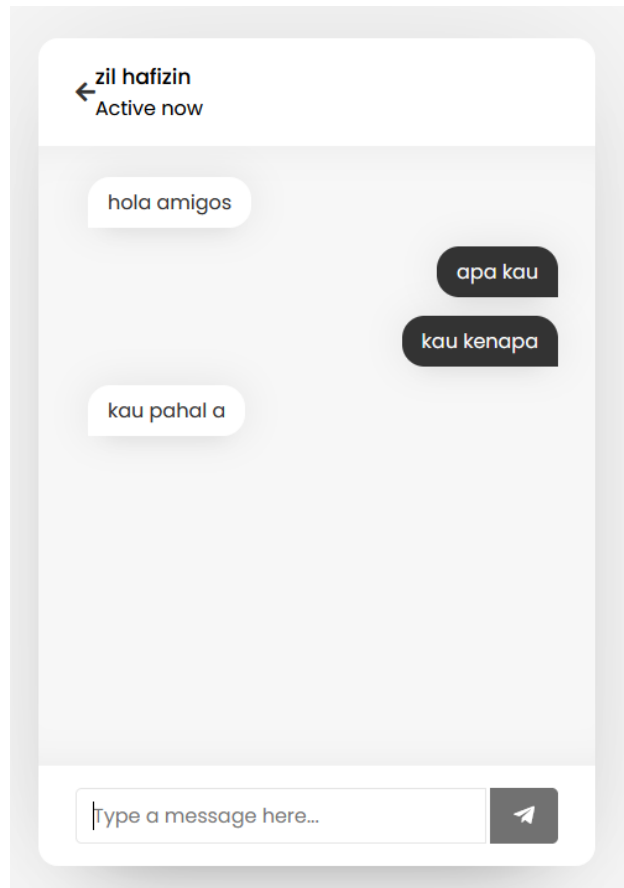 zil hafizin
Active now
hola amigos
apa kau
kau kenapa
kau pahal a
Type a message here...